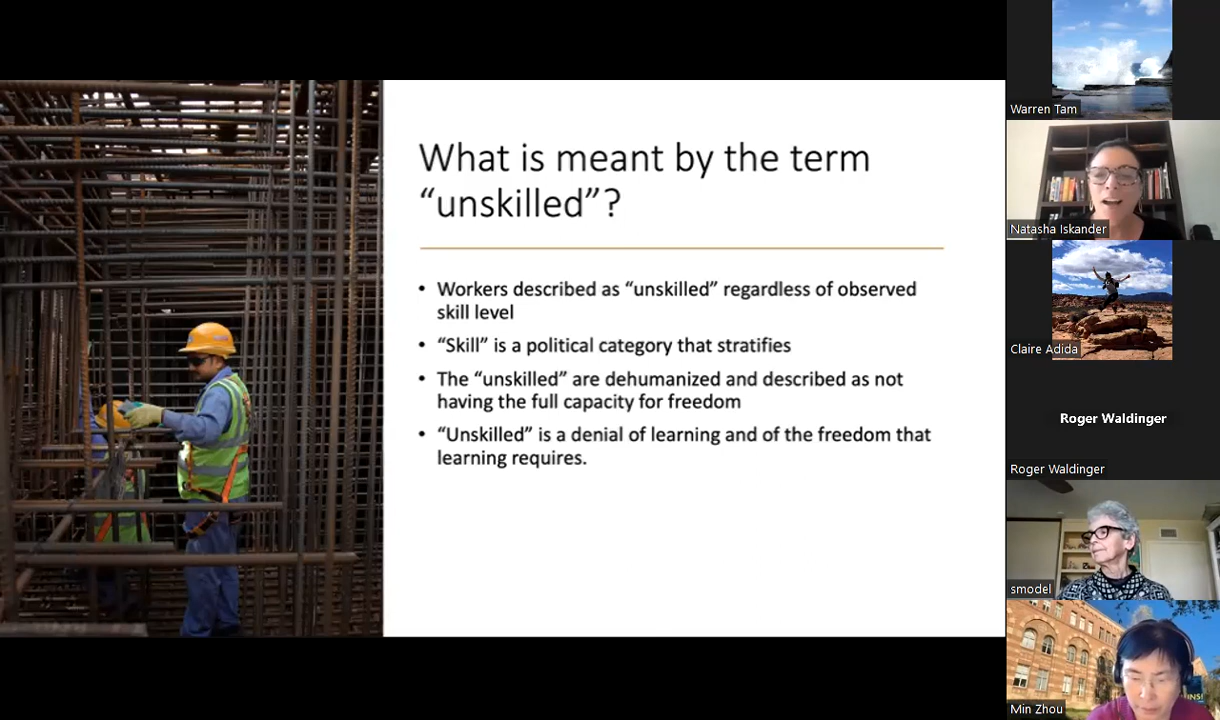 What is meant by the term
“unskilled”?
• Workers described as “unskilled” regardless of observed
skill level
• “Skill” is a political category that stratifies
• The “unskilled” are dehumanized and described as not
having the full capacity for freedom
• “Unskilled” is a denial of learning and of the freedom that
learning requires.
Warren Tam
Natasha Iskander
Claire Adida
Roger Waldinger
Roger Waldinger
smodel
Min Zhou